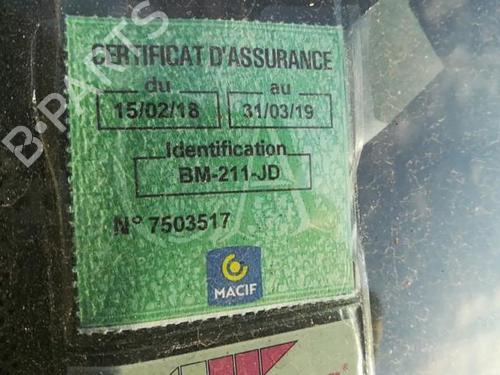 CERTIFICAT D'ASSURANCE
du au
15/02/18 31/03/19
Identification
BM-211-JD
N° 7503517
MACIF
B-PARTS